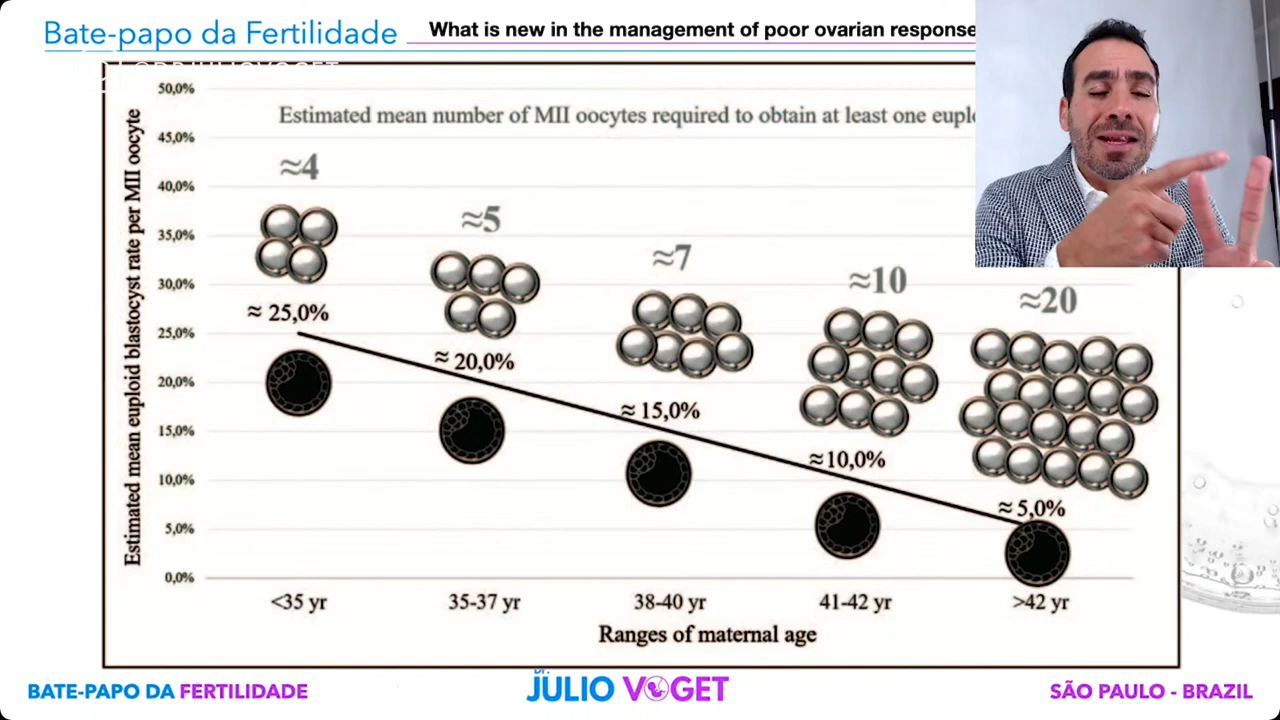 Bate-papo da Fertilidade
What is new in the management of poor ovarian response
@DRJULIOVOGET
Estimated mean number of MII oocytes required to obtain at least one eupl
Estimated mean euploid blastocyst rate per MII oocyte
50,0%
45,0%
40,0%
35,0%
30,0%
25,0%
20,0%
15,0%
10,0%
5,0%
0,0%
≈4
≈5
≈7
≈10
≈20
≈ 25,0%
≈ 20,0%
≈ 15,0%
≈10,0%
≈ 5,0%
<35 yr
35-37 yr
38-40 yr
41-42 yr
>42 yr
Ranges of maternal age
BATE-PAPO DA FERTILIDADE
JULIO VOGET
SÃO PAULO - BRAZIL